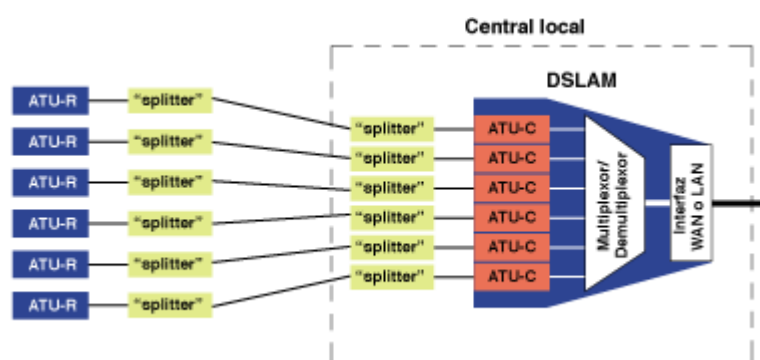 Central local
DSLAM
ATU-R "splitter"
ATU-R "splitter"
ATU-R "splitter"
ATU-R "splitter"
ATU-R "splitter"
ATU-R "splitter"
"splitter" ATU-C
"splitter" ATU-C
"splitter" ATU-C
"splitter" ATU-C
"splitter" ATU-C
"splitter" ATU-C
Multiplexor/
Demultiplexor
Interfaz
WAN o LAN